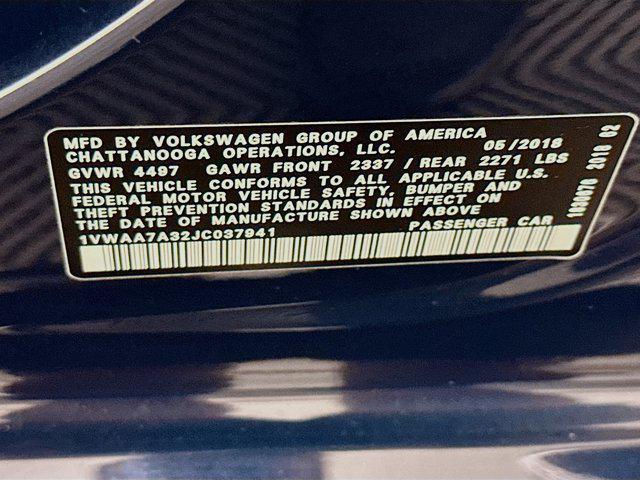 MFD BY VOLKSWAGEN GROUP OF AMERICA
CHATTANOOGA OPERATIONS, LLC. 05/2018
GVWR 4497 GAWR FRONT 2337 / REAR 2271 LBS
THIS VEHICLE CONFORMS TO ALL APPLICABLE U.S.
FEDERAL MOTOR VEHICLE SAFETY, BUMPER AND
THEFT PREVENTION STANDARDS IN EFFECT ON
THE DATE OF MANUFACTURE SHOWN ABOVE
1VWAA7A32JC037941 PASSENGER CAR
2018 02